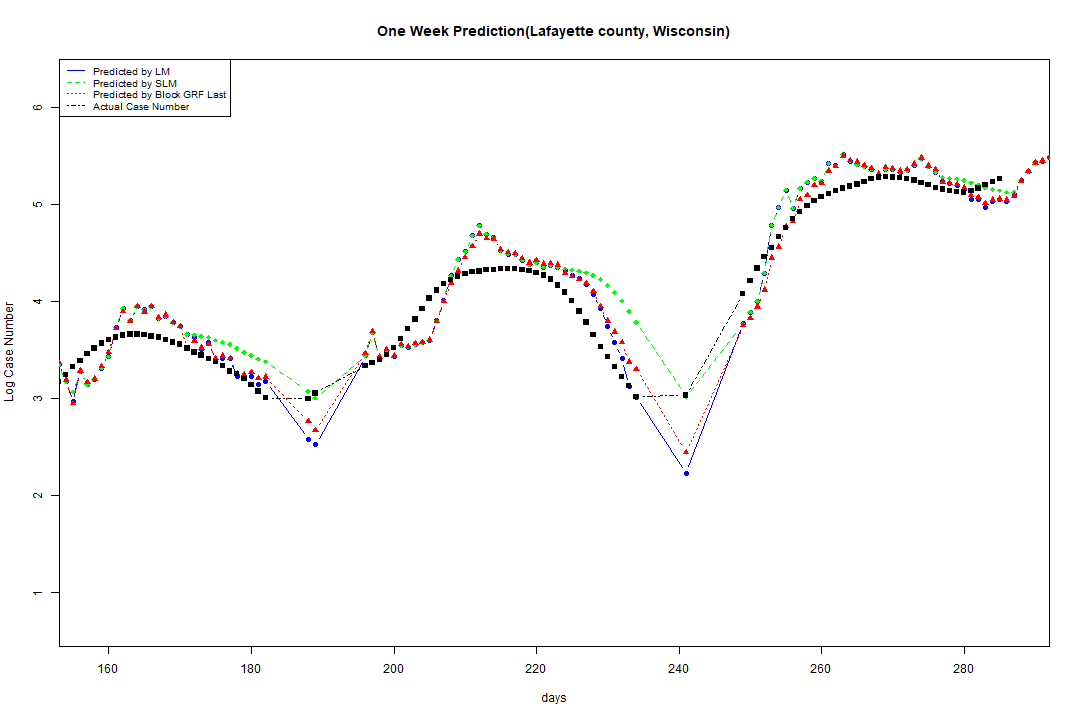 One Week Prediction(Lafayette county, Wisconsin)
Predicted by LM
Predicted by SLM
Predicted by Block GRF Last
Actual Case Number
6
5
4
3
2
1
Log Case Number
160 180 200 220 240 260 280
days